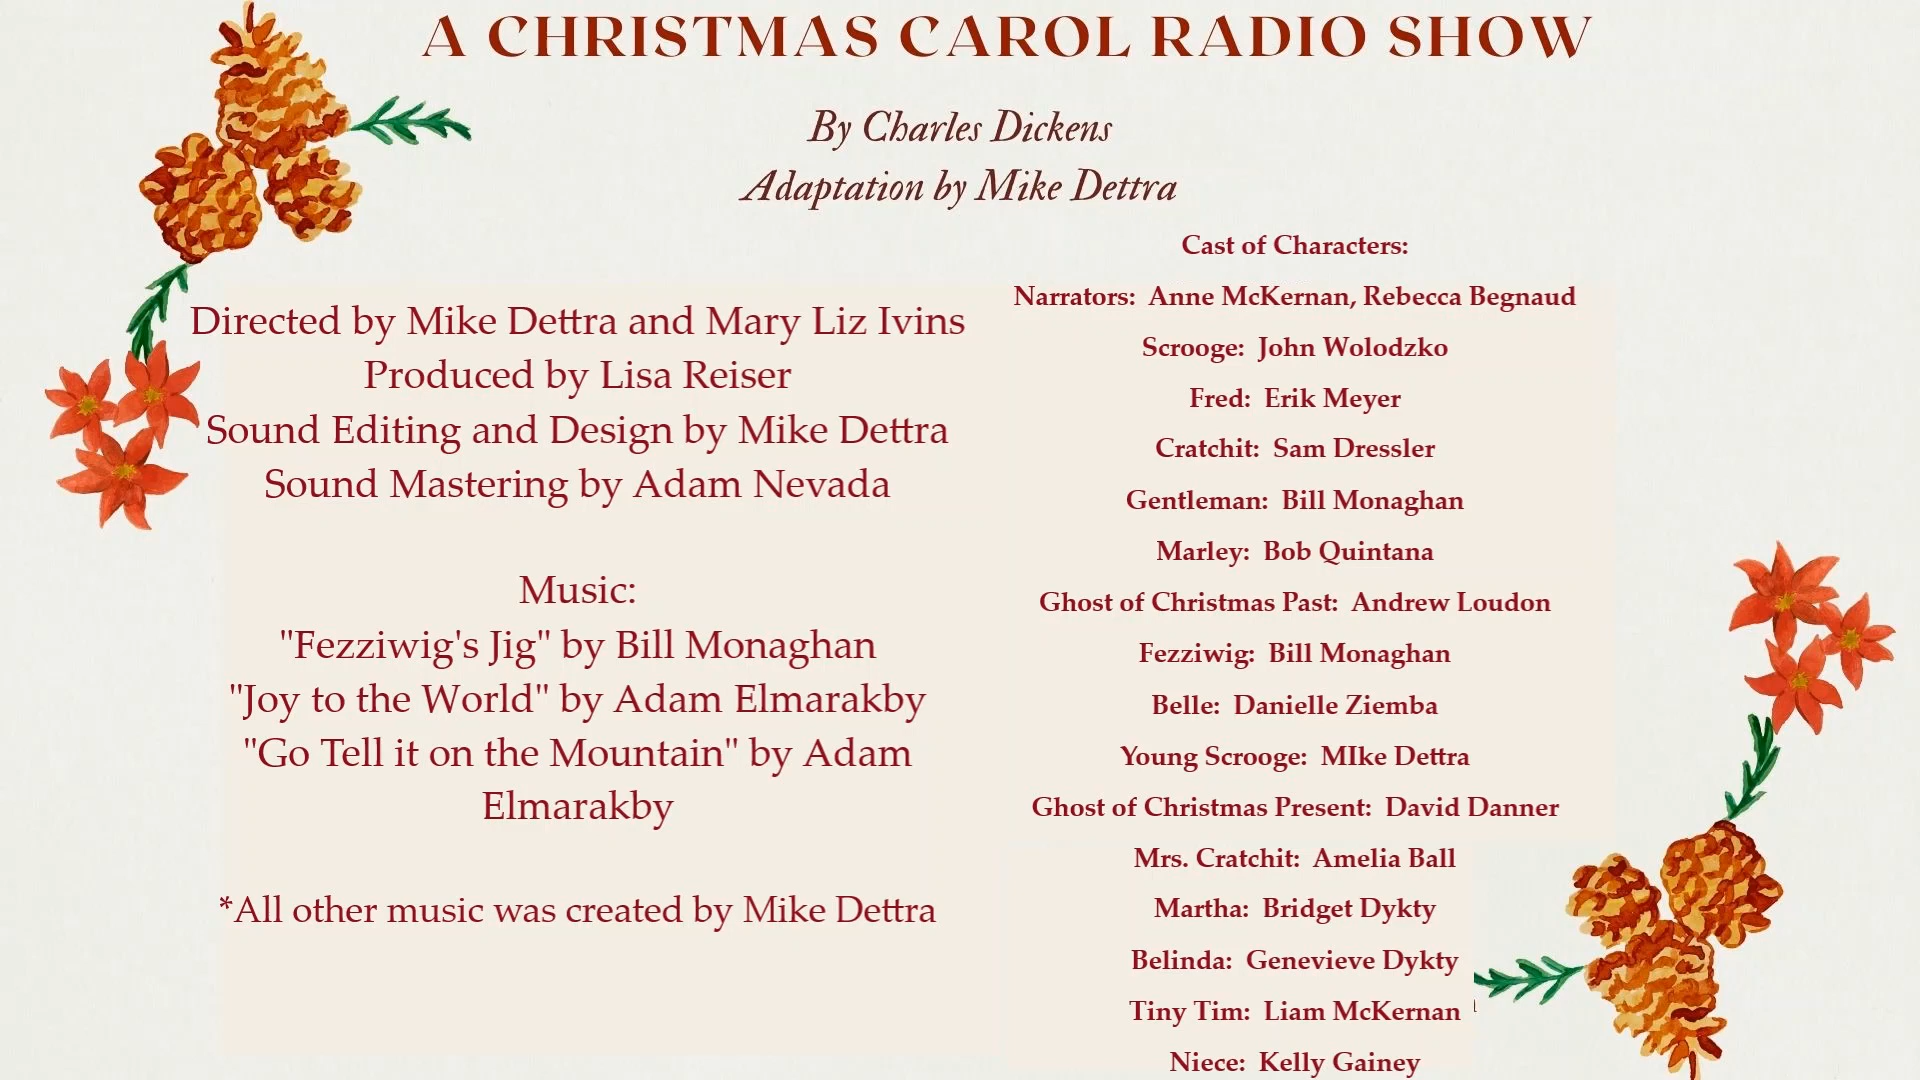 A CHRISTMAS CAROL RADIO SHOW
By Charles Dickens
Adaptation by Mike Dettra
Directed by Mike Dettra and Mary Liz Ivins
Produced by Lisa Reiser
Sound Editing and Design by Mike Dettra
Sound Mastering by Adam Nevada
Music:
"Fezziwig's Jig" by Bill Monaghan
"Joy to the World" by Adam Elmarakby
"Go Tell it on the Mountain" by Adam
Elmarakby
*All other music was created by Mike Dettra
Cast of Characters:
Narrators: Anne McKernan, Rebecca Begnaud
Scrooge: John Wolodzko
Fred: Erik Meyer
Cratchit: Sam Dressler
Gentleman: Bill Monaghan
Marley: Bob Quintana
Ghost of Christmas Past: Andrew Loudon
Fezziwig: Bill Monaghan
Belle: Danielle Ziemba
Young Scrooge: MIke Dettra
Ghost of Christmas Present: David Danner
Mrs. Cratchit: Amelia Ball
Martha: Bridget Dykty
Belinda: Genevieve Dykty
Tiny Tim: Liam McKernan
Niece: Kelly Gainey